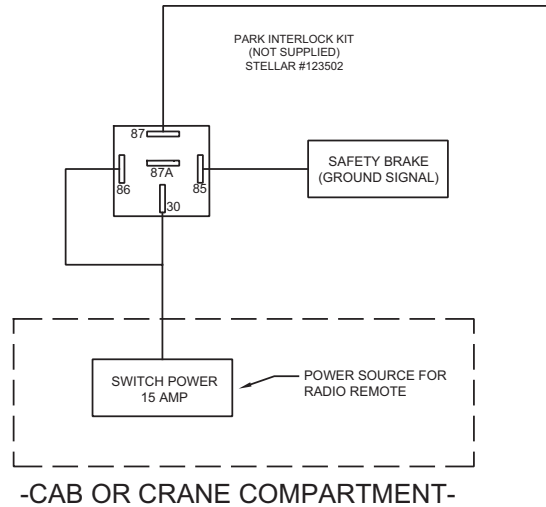 PARK INTERLOCK KIT
(NOT SUPPLIED)
STELLAR #123502
87
87A
86
85
30
SAFETY BRAKE
(GROUND SIGNAL)
SWITCH POWER
15 AMP
POWER SOURCE FOR
RADIO REMOTE
-CAB OR CRANE COMPARTMENT-